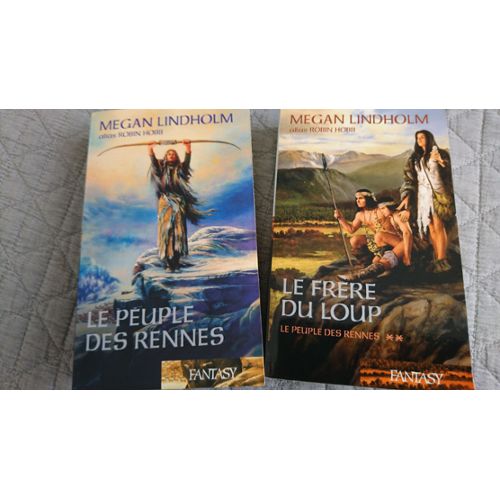 MEGAN LINDHOLM
alias ROBIN HOBB
LE PEUPLE
DES RENNES
FANTASY
MEGAN LINDHOLM
alias ROBIN HOBB
LE FRÈRE
DU LOUP
LE PEUPLE DES RENNES **
FANTASY